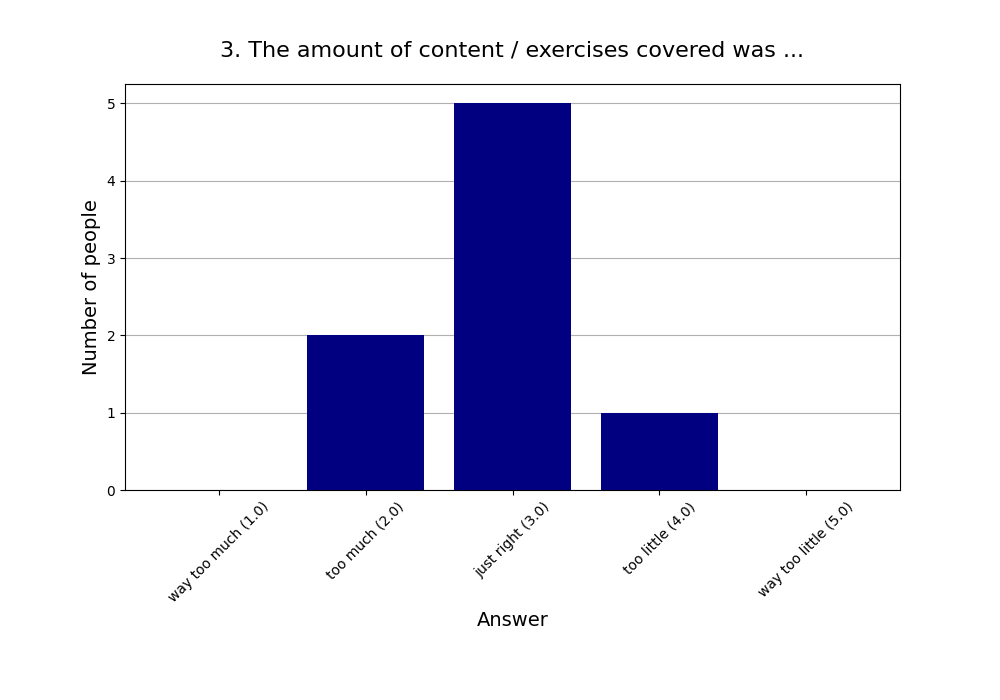 3. The amount of content / exercises covered was ...
Number of people
5
4
3
2
1
0
way too much (1.0)
too much (2.0)
just right (3.0)
too little (4.0)
way too little (5.0)
Answer